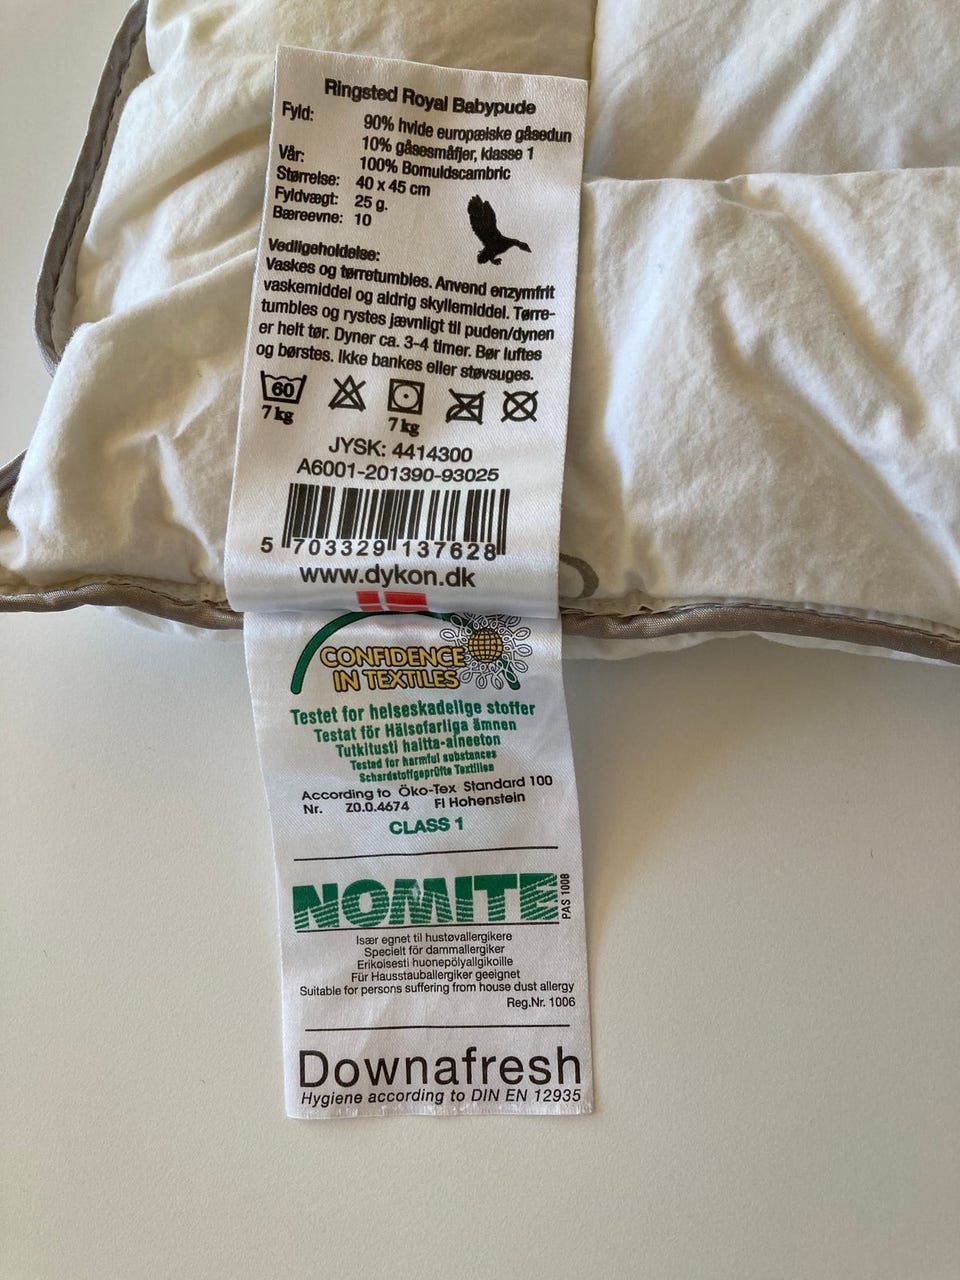 Ringsted Royal Babypude
Fyld: 90% hvide europæiske gåsedun
10% gåsesmåfjer, klasse 1
Vår: 100% Bomuldscambric
Størrelse: 40 x 45 cm
Fyldvægt: 25 g.
Bæreevne: 10
Vedligeholdelse:
Vaskes og tørretumbles. Anvend enzymfrit
vaskemiddel og aldrig skyllemiddel. Tørre-
tumbles og rystes jævnligt til puden/dynen
er helt tør. Dyner ca. 3-4 timer. Bør luftes
og børstes. Ikke bankes eller støvsuges.
60
7 kg 7 kg
JYSK: 4414300
A6001-201390-93025
5 703329 137628
www.dykon.dk
CONFIDENCE
IN TEXTILES
Testet for helseskadelige stoffer
Testat för Hälsofarliga ämnen
Tutkitusti haitta-aineeton
Tested for harmful substances
Schardstoffgeprüfte Textilien
According to Öko-Tex Standard 100
Nr. Z0.0.4674 FI Hohenstein
CLASS 1
NOMITE PAS 1008
Især egnet til hustøvallergikere
Specielt för dammallergiker
Erikoisesti huonepölyallgikoille
Für Hausstauballergiker geeignet
Suitable for persons suffering from house dust allergy
Reg.Nr. 1006
Downafresh
Hygiene according to DIN EN 12935